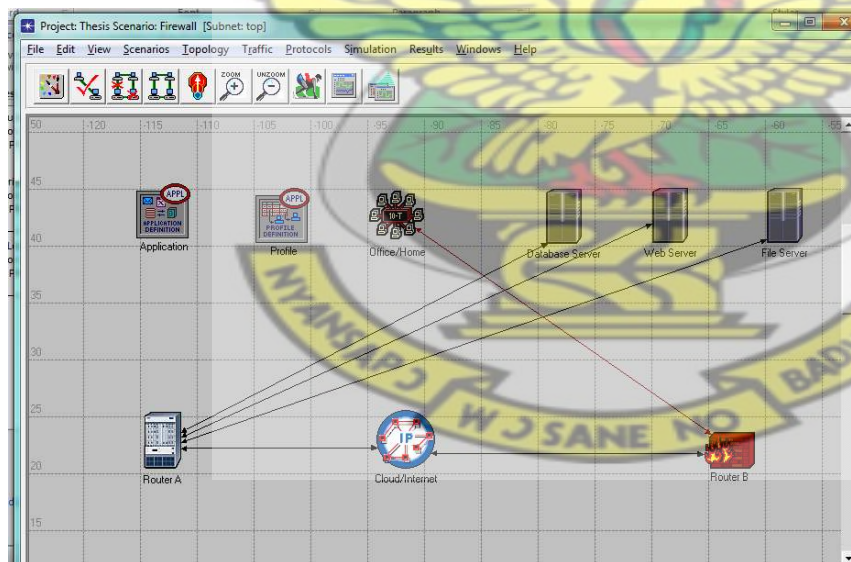 Project: Thesis Scenario: Firewall [Subnet: top]
File Edit View Scenarios Topology Traffic Protocols Simulation Results Windows Help
ZOOM UNZOOM
50 -120 -115 -110 -105 -100 -95 -90 -85 -80 -75 -70 -65 -60 -55
45
APPL
APPLICATION DEFINITION
Application
APPL
PROFILE DEFINITION
Profile
10-T
Office/Home
Database Server
Web Server
File Server
40
35
30
25
IP
20
Router A
Cloud/Internet
Router B
15
NYANSAPƆ
WƆ SANE NO